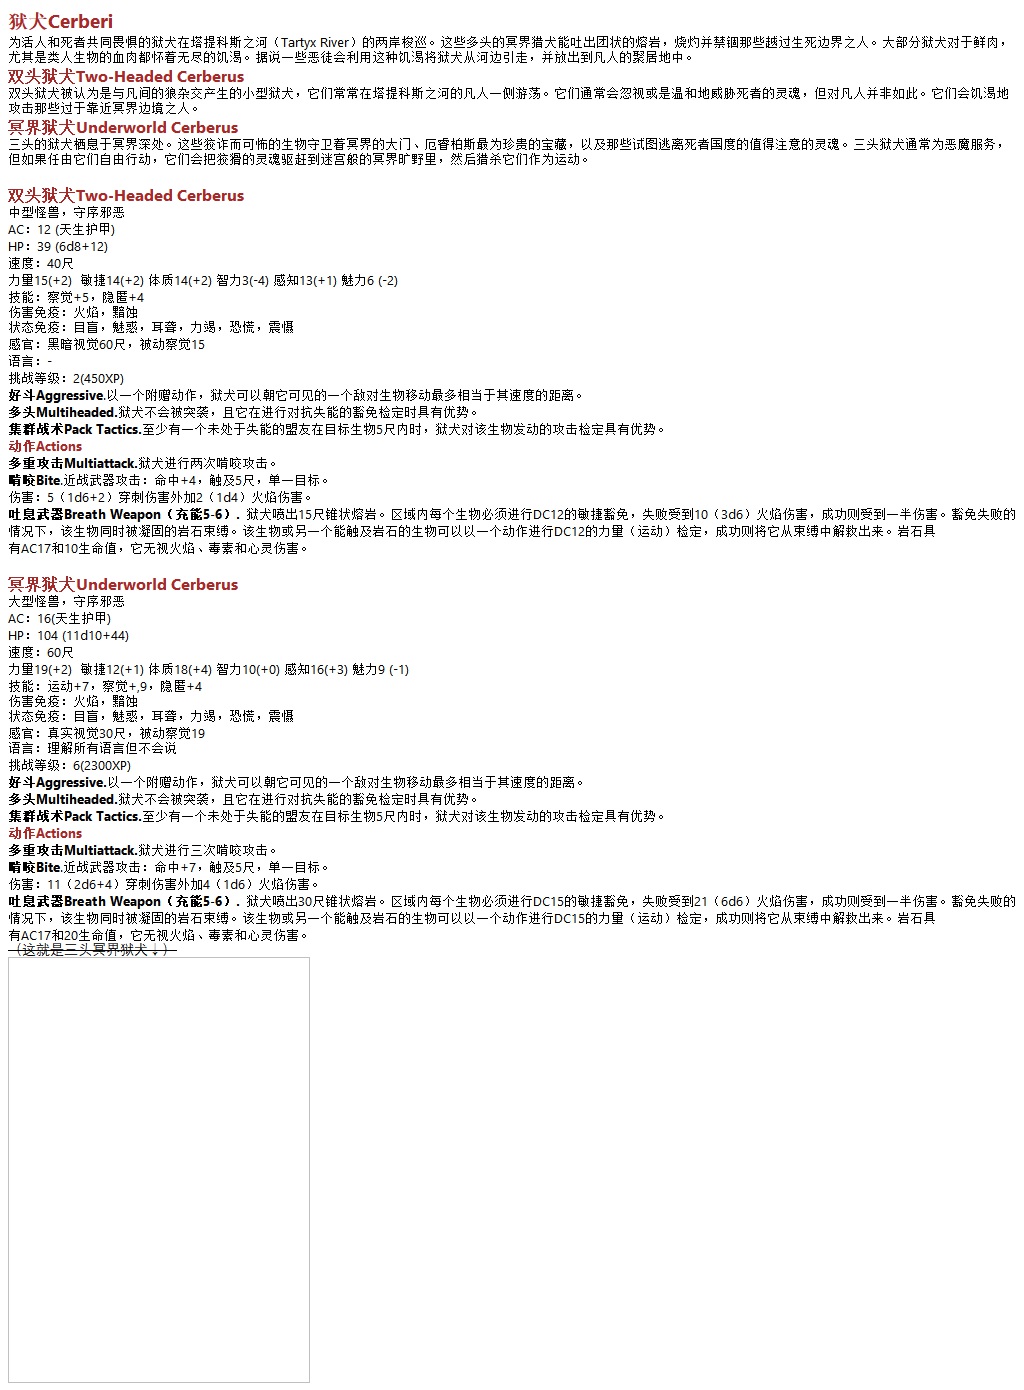 狱犬Cerberi
为活人和死者共同畏惧的狱犬在塔提科斯之河（Tartyx River）的两岸梭巡。这些多头的冥界猎犬能吐出团状的熔岩，烧灼并禁锢那些越过生死边界之人。大部分狱犬对于鲜肉，
尤其是类人生物的血肉都怀着无尽的饥渴。据说一些恶徒会利用这种饥渴将狱犬从河边引走，并放出到凡人的聚居地中。
双头狱犬Two-Headed Cerberus
双头狱犬被认为是与凡间的狼杂交产生的小型狱犬，它们常常在塔提科斯之河的凡人一侧游荡。它们通常会忽视或是温和地威胁死者的灵魂，但对凡人并非如此。它们会饥渴地
攻击那些过于靠近冥界边境之人。
冥界狱犬Underworld Cerberus
三头的狱犬栖息于冥界深处。这些狡诈而可怖的生物守卫着冥界的大门、厄睿柏斯最为珍贵的宝藏，以及那些试图逃离死者国度的值得注意的灵魂。三头狱犬通常为恶魔服务，
但如果任由它们自由行动，它们会把狡猾的灵魂驱赶到迷宫般的冥界旷野里，然后猎杀它们作为运动。
双头狱犬Two-Headed Cerberus
中型怪兽，守序邪恶
AC：12 (天生护甲)
HP：39 (6d8+12)
速度：40尺
力量15(+2)  敏捷14(+2) 体质14(+2) 智力3(-4) 感知13(+1) 魅力6 (-2)
技能：察觉+5，隐匿+4
伤害免疫：火焰，黯蚀
状态免疫：目盲，魅惑，耳聋，力竭，恐慌，震慑
感官：黑暗视觉60尺，被动察觉15
语言：-
挑战等级：2(450XP)
好斗Aggressive.以一个附赠动作，狱犬可以朝它可见的一个敌对生物移动最多相当于其速度的距离。
多头Multiheaded.狱犬不会被突袭，且它在进行对抗失能的豁免检定时具有优势。
集群战术Pack Tactics.至少有一个未处于失能的盟友在目标生物5尺内时，狱犬对该生物发动的攻击检定具有优势。
动作Actions
多重攻击Multiattack.狱犬进行两次啃咬攻击。
啃咬Bite.近战武器攻击：命中+4，触及5尺，单一目标。
伤害：5（1d6+2）穿刺伤害外加2（1d4）火焰伤害。
吐息武器Breath Weapon（充能5-6）. 狱犬喷出15尺锥状熔岩。区域内每个生物必须进行DC12的敏捷豁免，失败受到10（3d6）火焰伤害，成功则受到一半伤害。豁免失败的
情况下，该生物同时被凝固的岩石束缚。该生物或另一个能触及岩石的生物可以以一个动作进行DC12的力量（运动）检定，成功则将它从束缚中解救出来。岩石具
有AC17和10生命值，它无视火焰、毒素和心灵伤害。
冥界狱犬Underworld Cerberus
大型怪兽，守序邪恶
AC：16(天生护甲)
HP：104 (11d10+44)
速度：60尺
力量19(+2)  敏捷12(+1) 体质18(+4) 智力10(+0) 感知16(+3) 魅力9 (-1)
技能：运动+7，察觉+,9，隐匿+4
伤害免疫：火焰，黯蚀
状态免疫：目盲，魅惑，耳聋，力竭，恐慌，震慑
感官：真实视觉30尺，被动察觉19
语言：理解所有语言但不会说
挑战等级：6(2300XP)
好斗Aggressive.以一个附赠动作，狱犬可以朝它可见的一个敌对生物移动最多相当于其速度的距离。
多头Multiheaded.狱犬不会被突袭，且它在进行对抗失能的豁免检定时具有优势。
集群战术Pack Tactics.至少有一个未处于失能的盟友在目标生物5尺内时，狱犬对该生物发动的攻击检定具有优势。
动作Actions
多重攻击Multiattack.狱犬进行三次啃咬攻击。
啃咬Bite.近战武器攻击：命中+7，触及5尺，单一目标。
伤害：11（2d6+4）穿刺伤害外加4（1d6）火焰伤害。
吐息武器Breath Weapon（充能5-6）. 狱犬喷出30尺锥状熔岩。区域内每个生物必须进行DC15的敏捷豁免，失败受到21（6d6）火焰伤害，成功则受到一半伤害。豁免失败的
情况下，该生物同时被凝固的岩石束缚。该生物或另一个能触及岩石的生物可以以一个动作进行DC15的力量（运动）检定，成功则将它从束缚中解救出来。岩石具
有AC17和20生命值，它无视火焰、毒素和心灵伤害。
（这就是三头冥界狱犬↓）